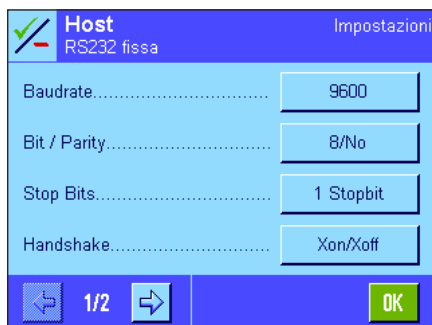 Host
Impostazioni
RS232 fissa
Baudrate.............................. 9600
Bit / Parity............................ 8/No
Stop Bits.............................. 1 Stopbit
Handshake........................... Xon/Xoff
1/2
OK